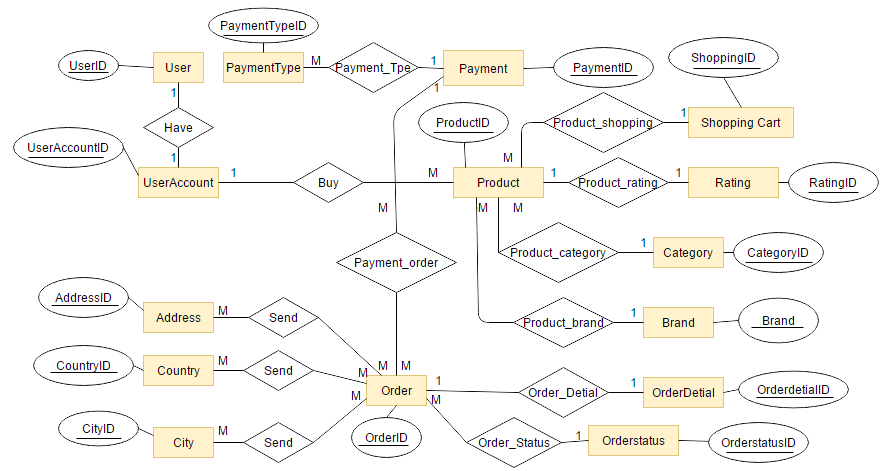 PaymentTypeID
UserID
User
PaymentType
M
Payment_Tpe
1
Payment
PaymentID
ShoppingID
1
1
Have
ProductID
Product_shopping
1
Shopping Cart
UserAccountID
1
M
UserAccount
1
Buy
M
Product
1
Product_rating
1
Rating
RatingID
M
M
M
Product_category
1
Category
CategoryID
Payment_order
AddressID
Address
M
Send
Product_brand
1
Brand
Brand
CountryID
Country
M
Send
M
M
M
Order
1
Order_Detial
1
OrderDetial
OrderdetialID
M
M
CityID
City
M
Send
OrderID
Order_Status
1
Orderstatus
OrderstatusID